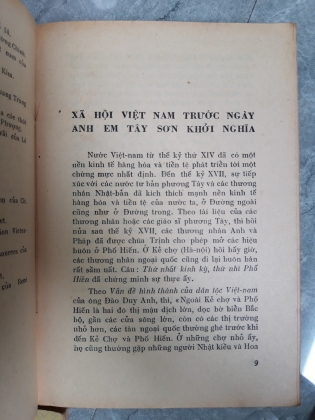 XÃ HỘI VIỆT NAM TRƯỚC NGÀY
ANH EM TÂY SƠN KHỞI NGHĨA
Nước Việt-nam từ thế kỷ thứ XIV đã có một
nền kinh tế hàng hóa và tiền tệ phát triển tới một
chừng mực nhất định. Đến thế kỷ XVII, sự tiếp
xúc với các nước tư bản phương Tây và các thương
nhân Nhật-bản đã kích thích mạnh nền kinh tế
hàng hóa và tiền tệ của nước ta, ở Đường ngoài
cũng như ở Đường trong. Theo tài liệu của các
thương nhân hoặc các giáo sĩ phương Tây, thì hồi
nửa sau thế kỷ XVII, các thương nhân Anh và
Pháp đã được chúa Trịnh cho phép mở các hiệu
buôn ở Phố Hiến. Ở Kẻ chợ (Hà-nội) hồi bấy giờ,
các thương nhân ngoại quốc cũng đi lại buôn bán
rất sầm uất. Câu: Thứ nhất kinh kỳ, thứ nhì Phố
Hiến đã chứng minh sự thực ấy.
Theo Vấn đề hình thành của dân tộc Việt-nam
của ông Đào Duy Anh, thì, «Ngoài Kẻ chợ và Phố
Hiến là hai đô thị mậu dịch lớn, dọc bờ biển Bắc
bộ, gần các cửa sông lớn, còn có các thị trường
nhỏ hơn, các tàu ngoại quốc thường ghé trước khi
đến Kẻ Chợ và Phố Hiến. Ở những chợ nhỏ ấy,
họ cũng thường gặp những người Nhật kiều và Hoa
9